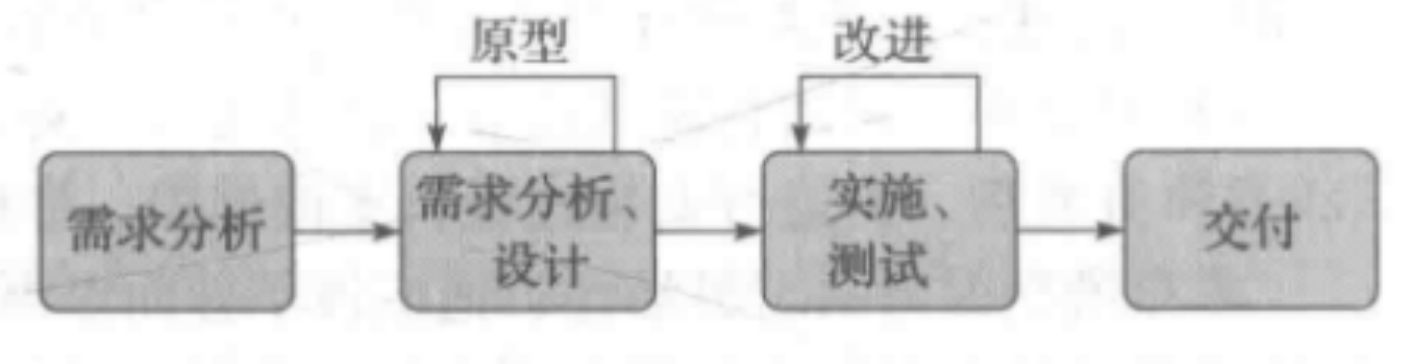 原型
改进
需求分析
需求分析、
设计
实施、
测试
交付